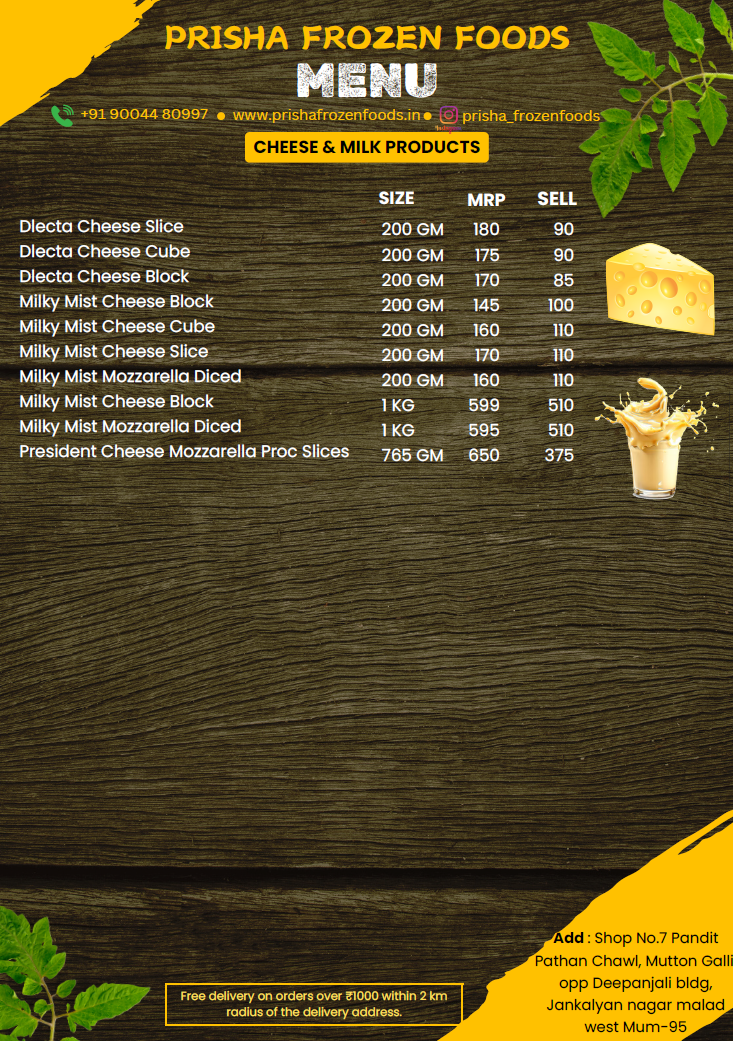 PRISHA FROZEN FOODS
MENU
+91 90044 80997 ● www.prishafrozenfoods.in ● prisha_frozenfoods
CHEESE & MILK PRODUCTS
SIZE MRP SELL
Dlecta Cheese Slice 200 GM 180 90
Dlecta Cheese Cube 200 GM 175 90
Dlecta Cheese Block 200 GM 170 85
Milky Mist Cheese Block 200 GM 145 100
Milky Mist Cheese Cube 200 GM 160 110
Milky Mist Cheese Slice 200 GM 170 110
Milky Mist Mozzarella Diced 200 GM 160 110
Milky Mist Cheese Block 1 KG 599 510
Milky Mist Mozzarella Diced 1 KG 595 510
President Cheese Mozzarella Proc Slices 765 GM 650 375
Free delivery on orders over ₹1000 within 2 km
radius of the delivery address.
Add : Shop No.7 Pandit
Pathan Chawl, Mutton Galli
opp Deepanjali bldg,
Jankalyan nagar malad
west Mum-95